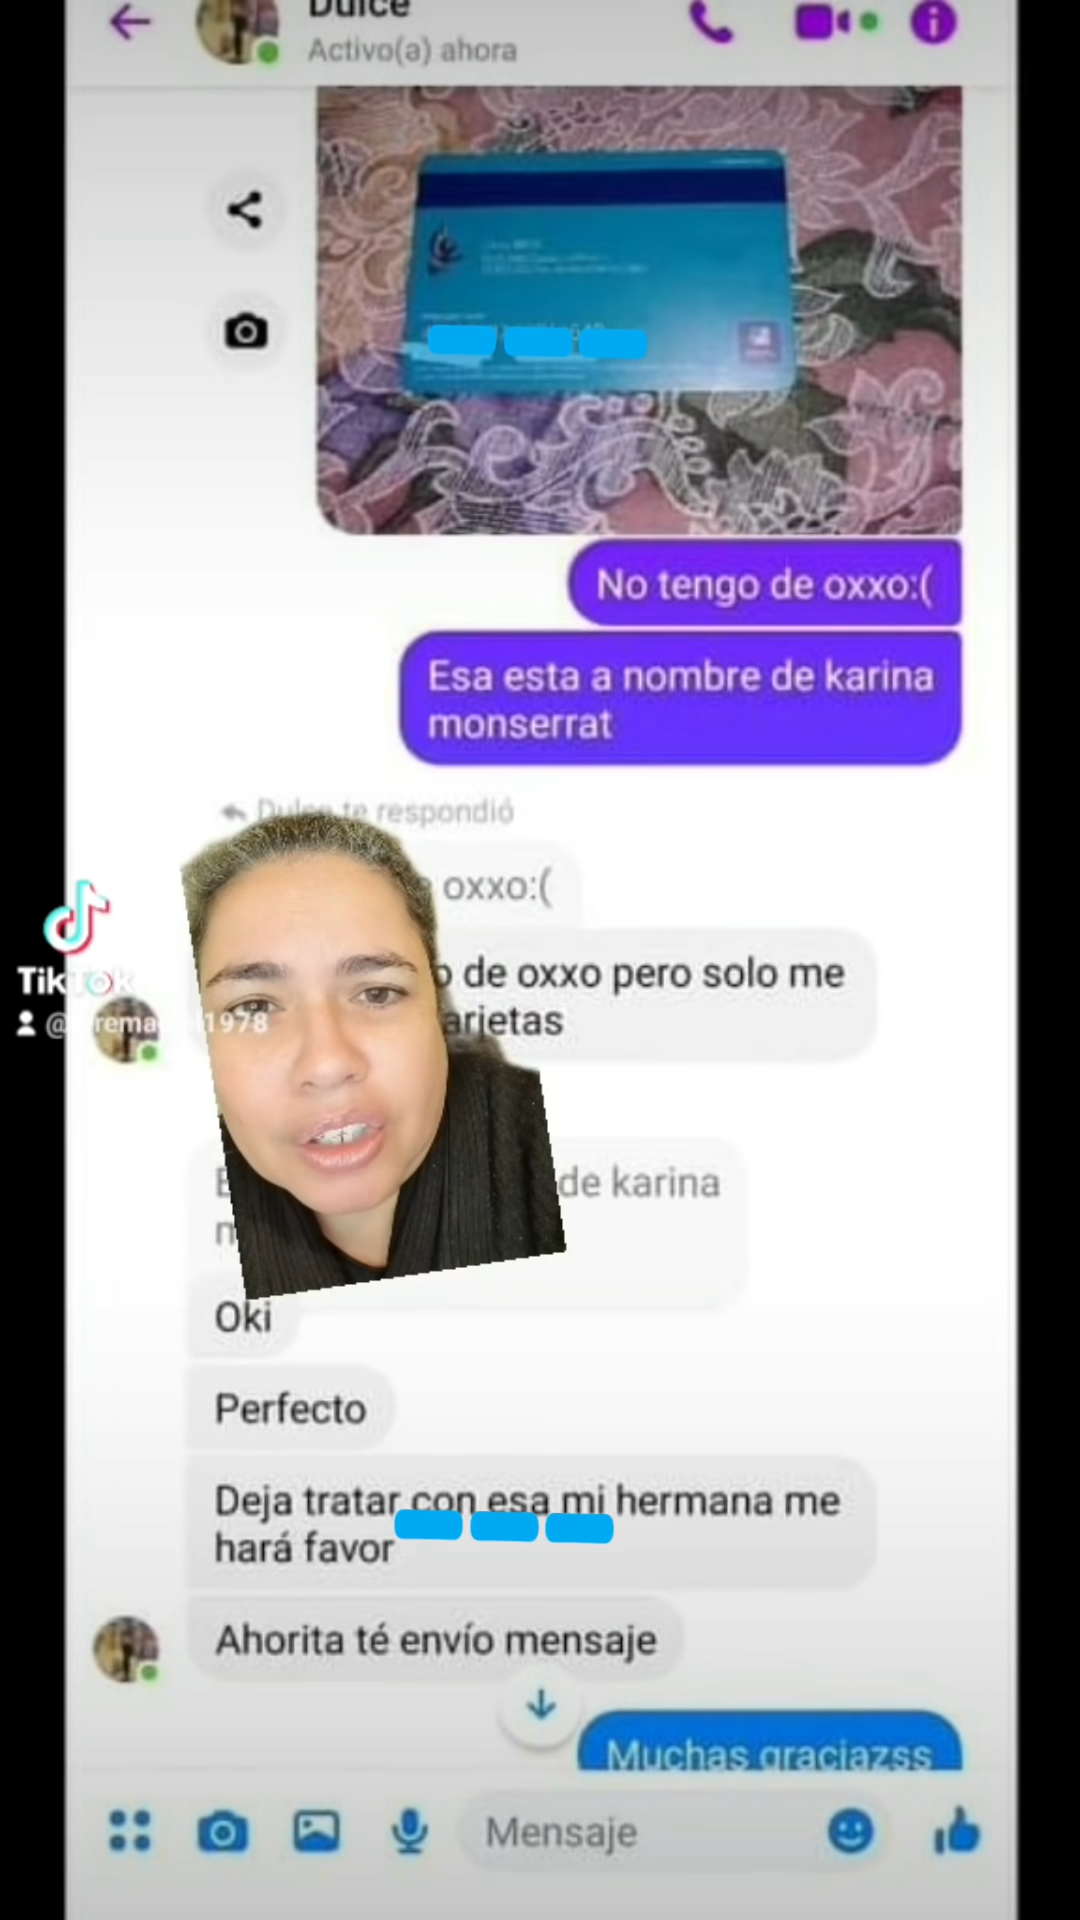 Dulce
Activo(a) ahora
No tengo de oxxo:(
Esa esta a nombre de karina
monserrat
Dulce te respondió
oxxo:(
de oxxo pero solo me
arjetas
de karina
Oki
Perfecto
Deja tratar con esa mi hermana me
hará favor
Ahorita té envío mensaje
Muchas graciazss
Mensaje
TikTok
1978